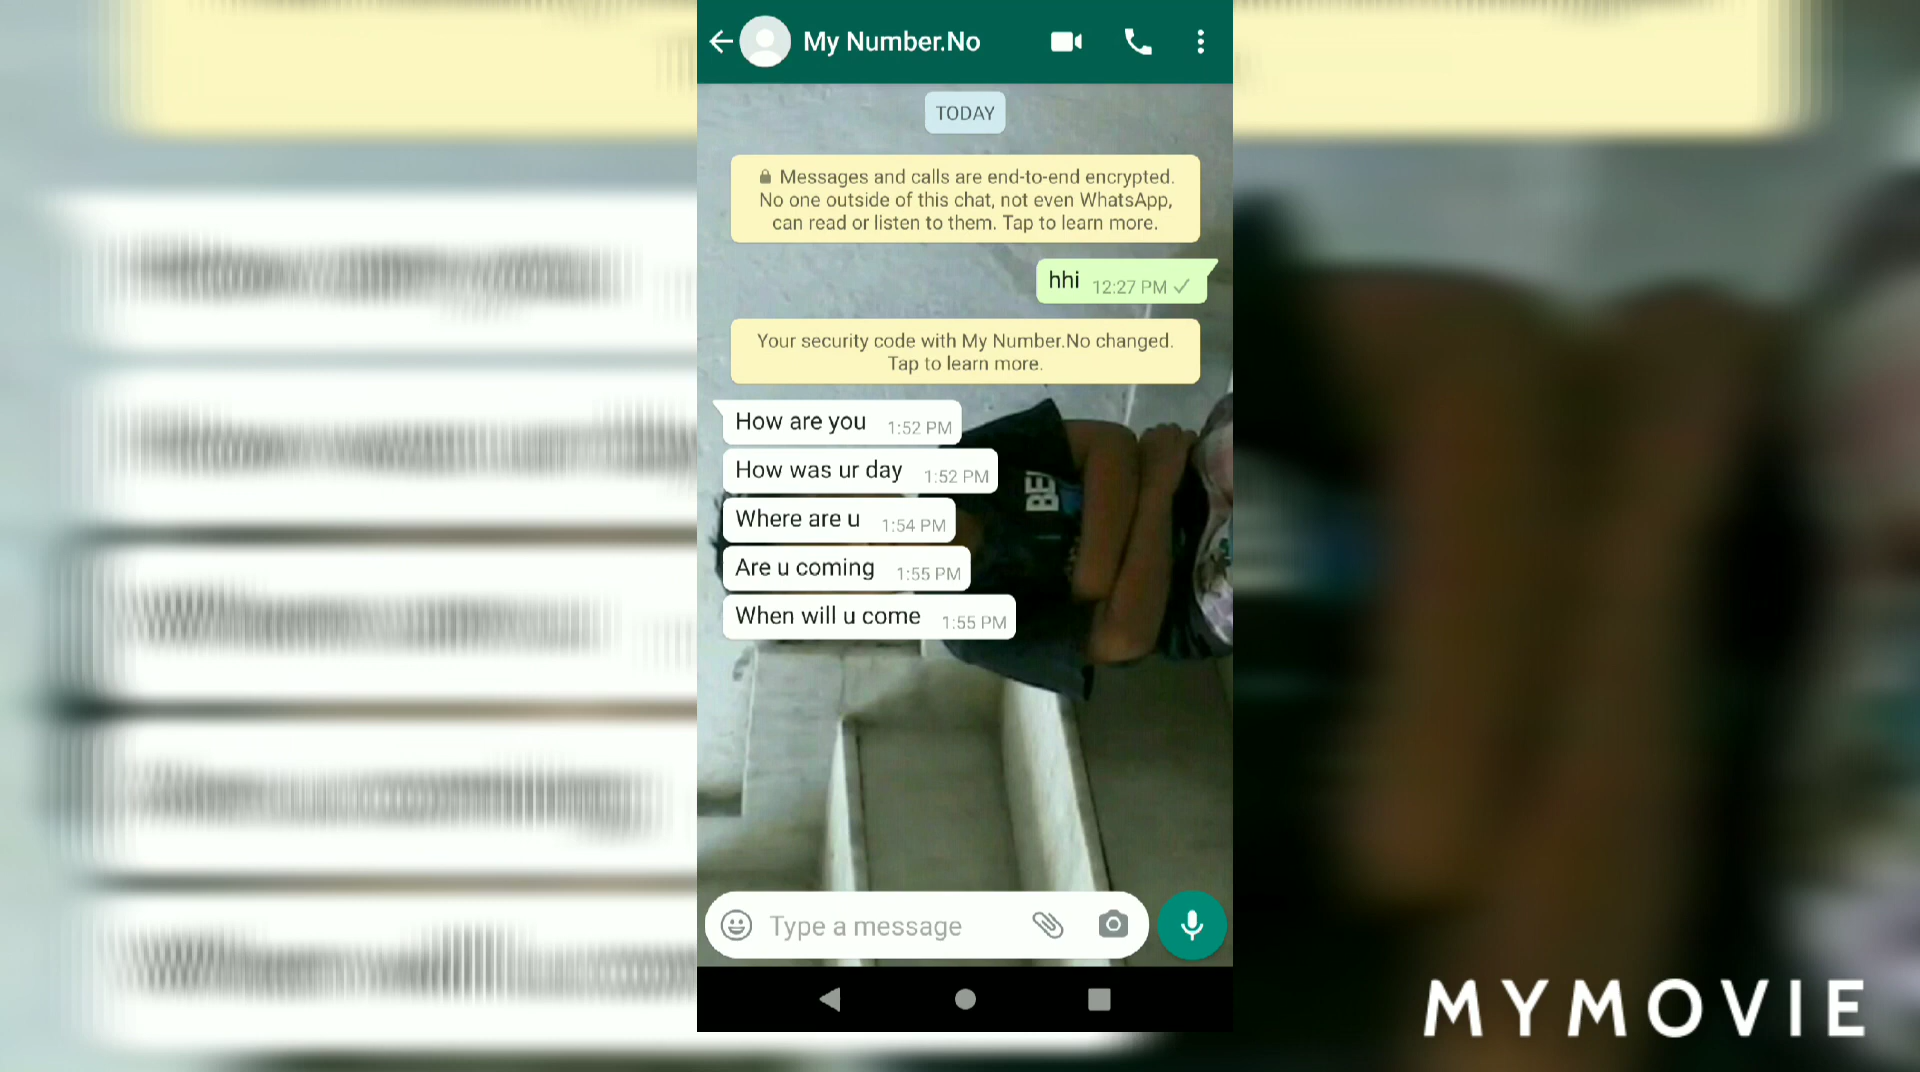 My Number.No
TODAY
Messages and calls are end-to-end encrypted.
No one outside of this chat, not even WhatsApp,
can read or listen to them. Tap to learn more.
hhi 12:27 PM
Your security code with My Number.No changed.
Tap to learn more.
How are you 1:52 PM
How was ur day 1:52 PM
BE
Where are u 1:54 PM
Are u coming 1:55 PM
When will u come 1:55 PM
Type a message
MYMOVIE